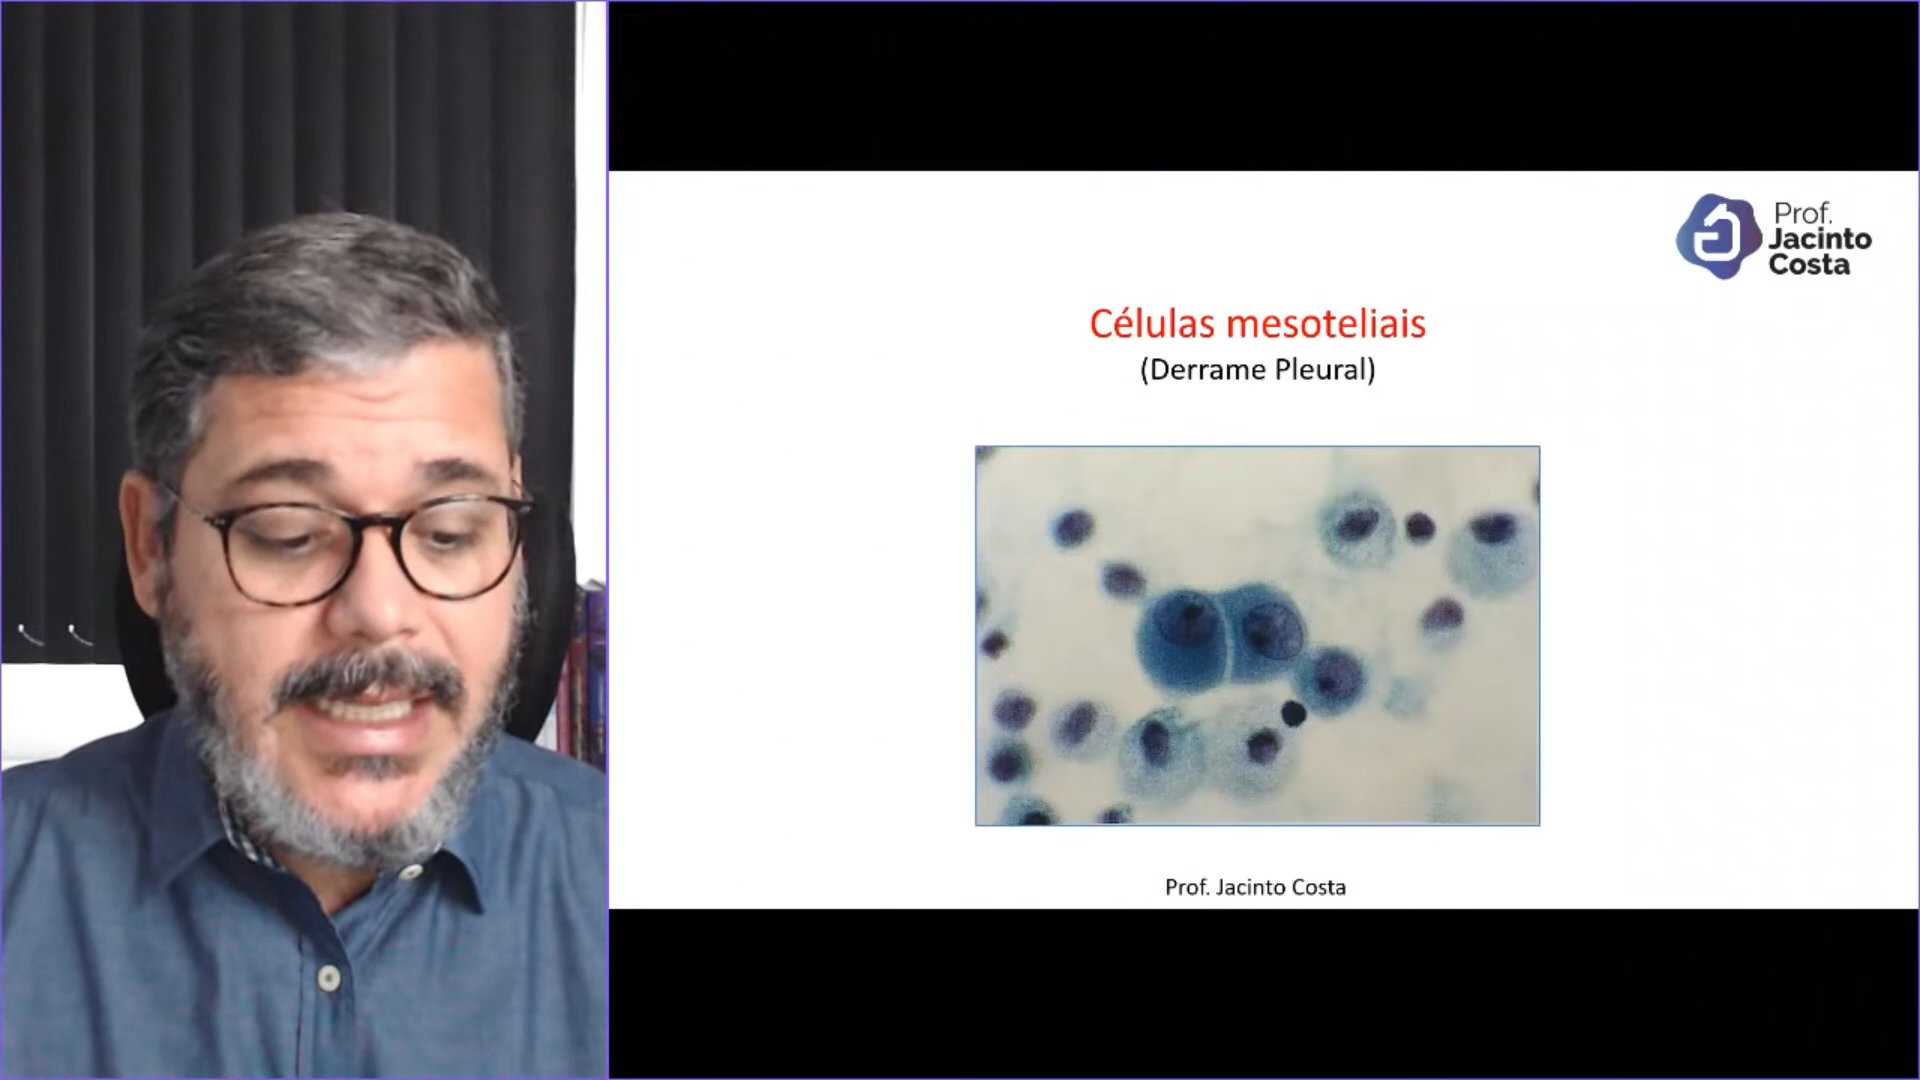 Prof.
Jacinto
Costa
Células mesoteliais
(Derrame Pleural)
Prof. Jacinto Costa